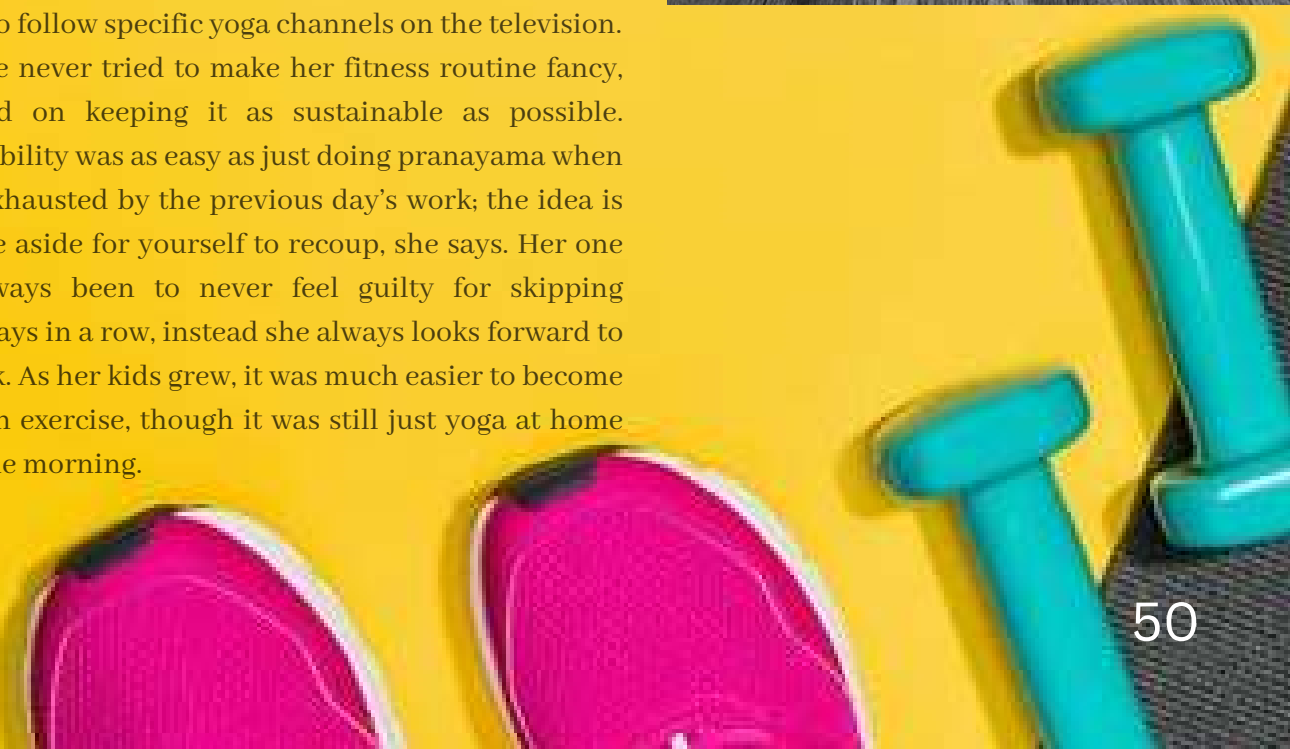 o follow specific yoga channels on the television.
e never tried to make her fitness routine fancy,
d on keeping it as sustainable as possible.
bility was as easy as just doing pranayama when
xhausted by the previous day’s work; the idea is
e aside for yourself to recoup, she says. Her one
ways been to never feel guilty for skipping
ays in a row, instead she always looks forward to
k. As her kids grew, it was much easier to become
n exercise, though it was still just yoga at home
e morning.
50